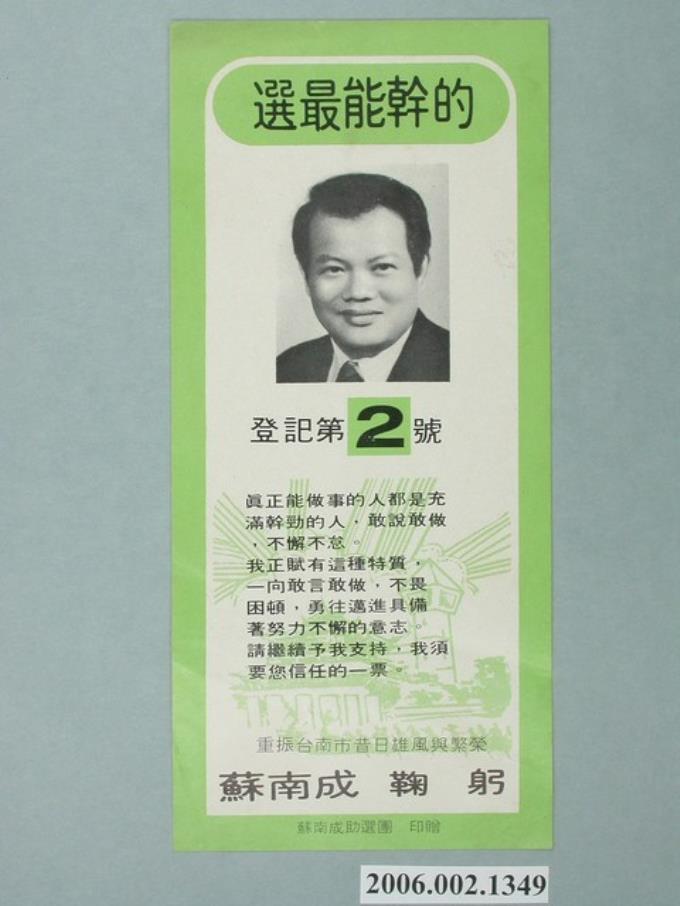 選最能幹的
登記第2號
眞正能做事的人都是充
滿幹勁的人，敢說敢做
，不懈不怠。
我正賦有這種特質，
一向敢言敢做，不畏
困頓，勇往邁進具備
著努力不懈的意志。
請繼續予我支持，我須
要您信任的一票。
重振台南市昔日雄風與繁榮
蘇南成 鞠 躬
蘇南成助選團 印贈
2006.002.1349